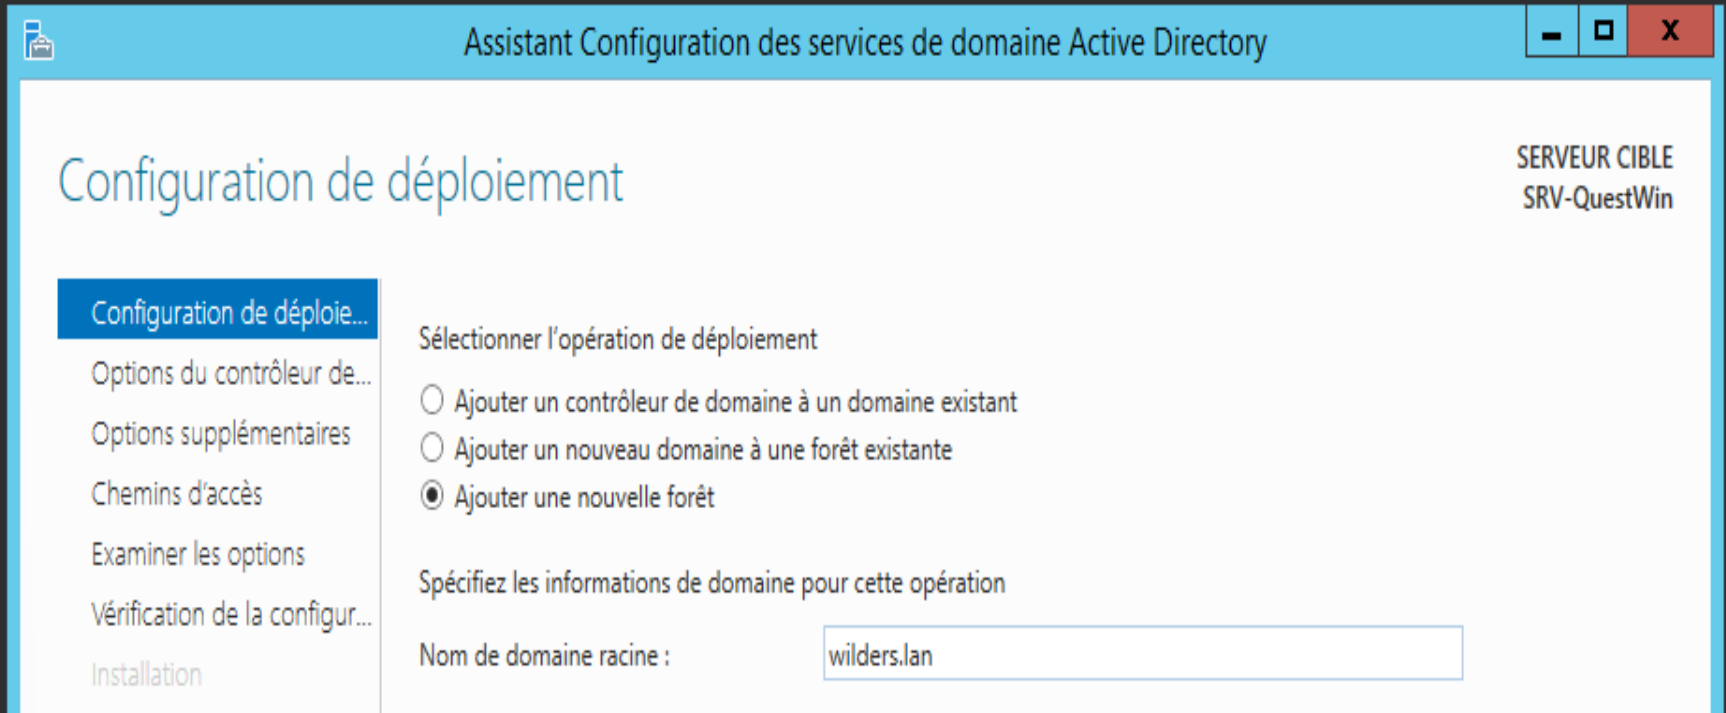 Assistant Configuration des services de domaine Active Directory
X
Configuration de déploiement
SERVEUR CIBLE
SRV-QuestWin
Configuration de déploie...
Options du contrôleur de...
Options supplémentaires
Chemins d'accès
Examiner les options
Vérification de la configur...
Installation
Sélectionner l'opération de déploiement
Ajouter un contrôleur de domaine à un domaine existant
Ajouter un nouveau domaine à une forêt existante
Ajouter une nouvelle forêt
Spécifiez les informations de domaine pour cette opération
Nom de domaine racine : wilders.lan